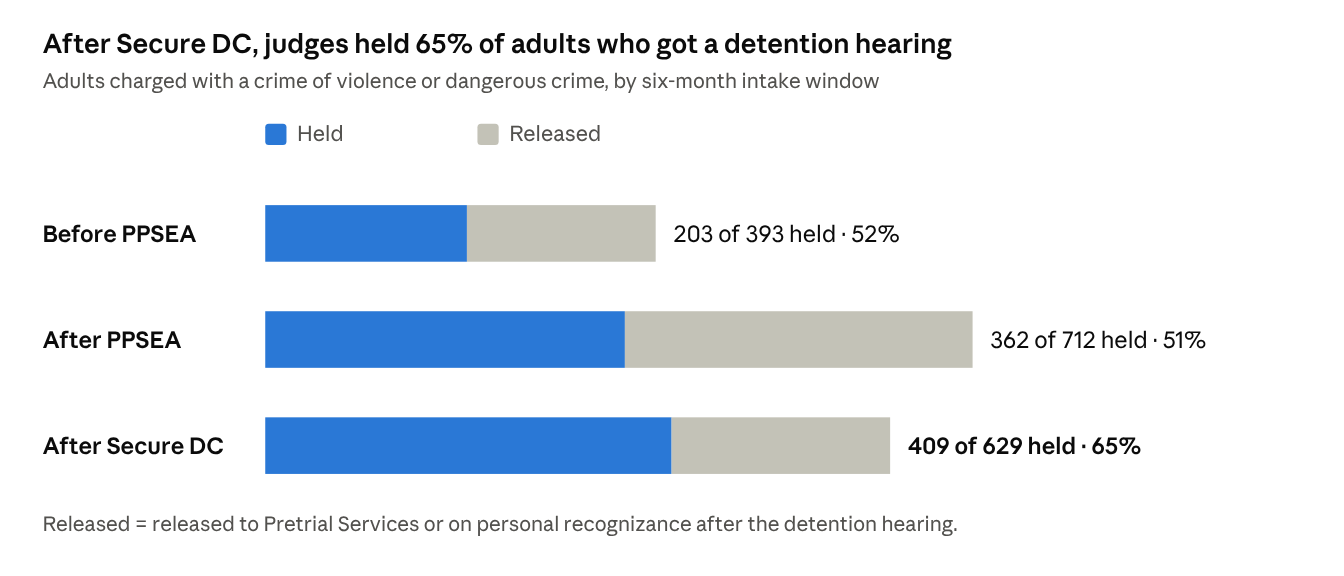 After Secure DC, judges held 65% of adults who got a detention hearing
Adults charged with a crime of violence or dangerous crime, by six-month intake window
Held Released
Before PPSEA 203 of 393 held · 52%
After PPSEA 362 of 712 held · 51%
After Secure DC 409 of 629 held · 65%
Released = released to Pretrial Services or on personal recognizance after the detention hearing.